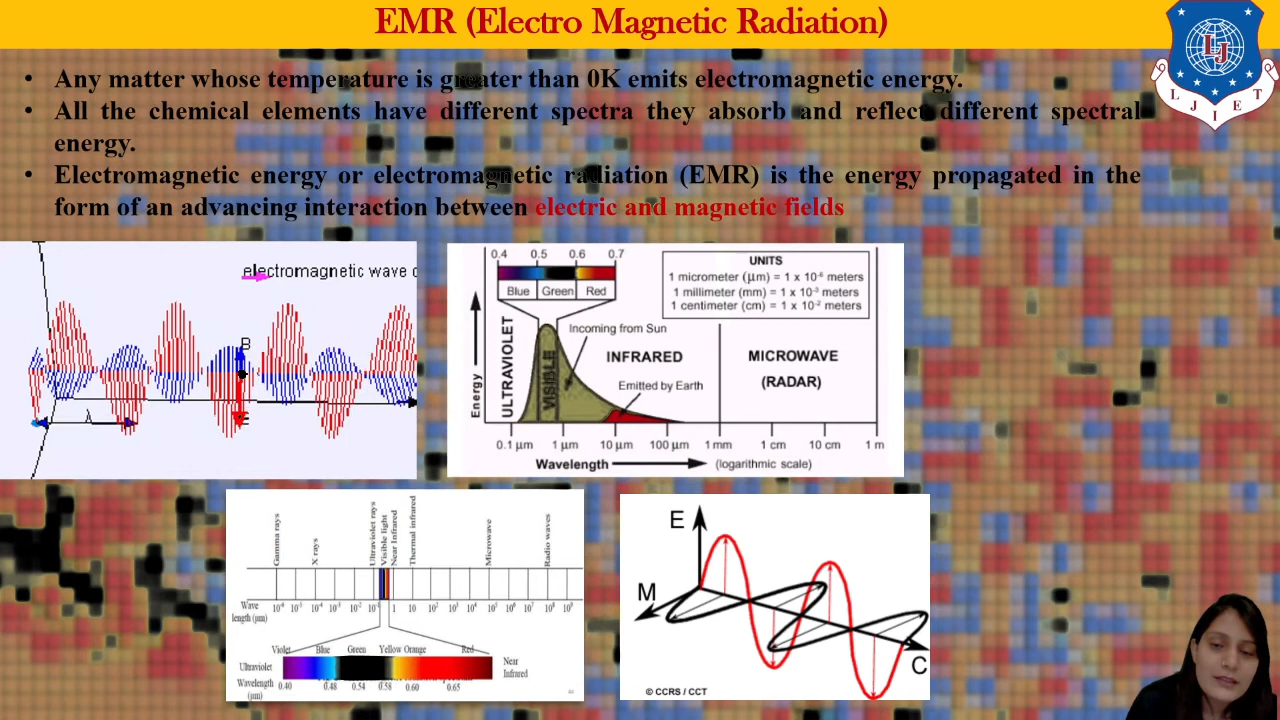 EMR (Electro Magnetic Radiation)
LJIET
• Any matter whose temperature is greater than 0K emits electromagnetic energy.
• All the chemical elements have different spectra they absorb and reflect different spectral
energy.
• Electromagnetic energy or electromagnetic radiation (EMR) is the energy propagated in the
form of an advancing interaction between electric and magnetic fields
electromagnetic wave
B
E
λ
0.4 0.5 0.6 0.7
Blue Green Red
UNITS
1 micrometer (μm) = 1 x 10⁻⁶ meters
1 millimeter (mm) = 1 x 10⁻³ meters
1 centimeter (cm) = 1 x 10⁻² meters
Energy
ULTRAVIOLET
VISIBLE
Incoming from Sun
INFRARED
Emitted by Earth
MICROWAVE
(RADAR)
0.1 μm 1 μm 10 μm 100 μm 1 mm 1 cm 10 cm 1 m
Wavelength (logarithmic scale)
Gamma rays
X rays
Ultraviolet rays
Visible light
Near Infrared
Thermal infrared
Microwave
Radio waves
Wave
length (μm)
10⁻⁶ 10⁻⁵ 10⁻⁴ 10⁻³ 10⁻² 10⁻¹ 1 10 10² 10³ 10⁴ 10⁵ 10⁶ 10⁷ 10⁸ 10⁹
Violet Blue Green Yellow Orange Red
Ultraviolet
Near
Infrared
Wavelength
(μm)
0.40 0.48 0.54 0.58 0.60 0.65
E
M
C
© CCRS / CCT